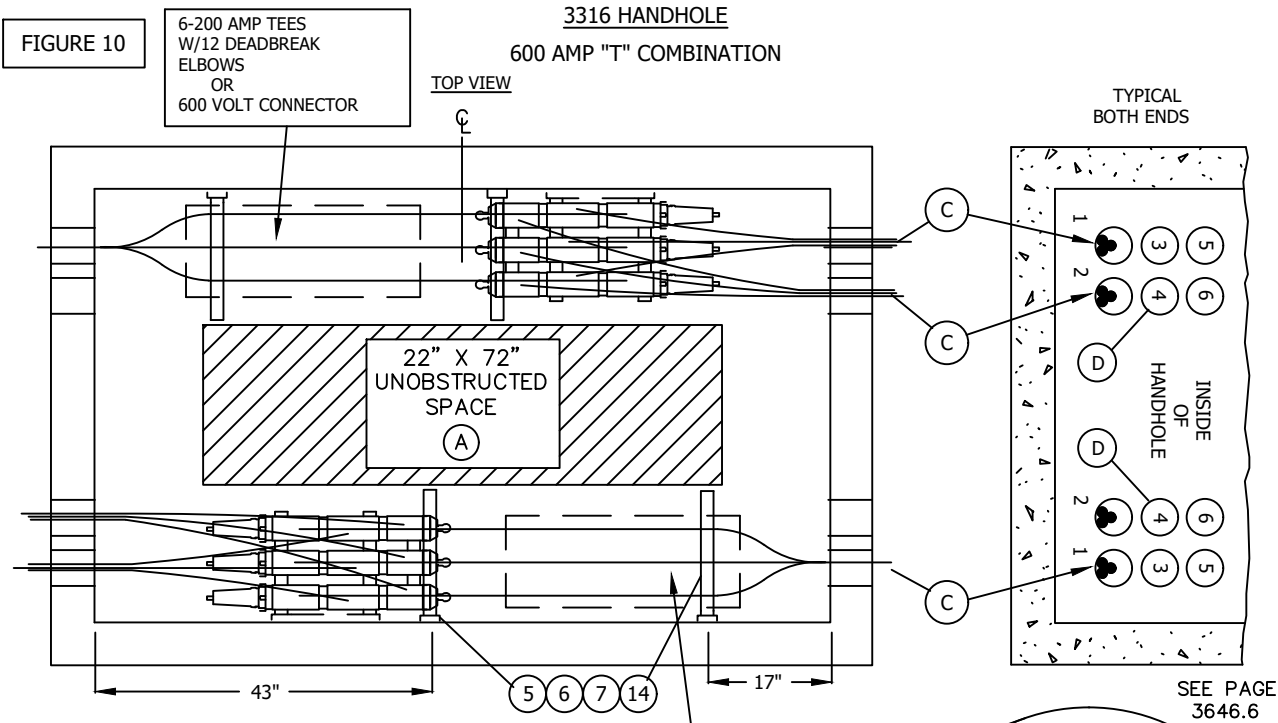 FIGURE 10
6-200 AMP TEES
W/12 DEADBREAK
ELBOWS
OR
600 VOLT CONNECTOR
3316 HANDHOLE
600 AMP "T" COMBINATION
TOP VIEW
℄
TYPICAL
BOTH ENDS
22" X 72"
UNOBSTRUCTED
SPACE
A
C
C
C
1
3
5
2
4
6
D
INSIDE
OF
HANDHOLE
D
2
4
6
1
3
5
43"
5 6 7 14
17"
SEE PAGE
3646.6